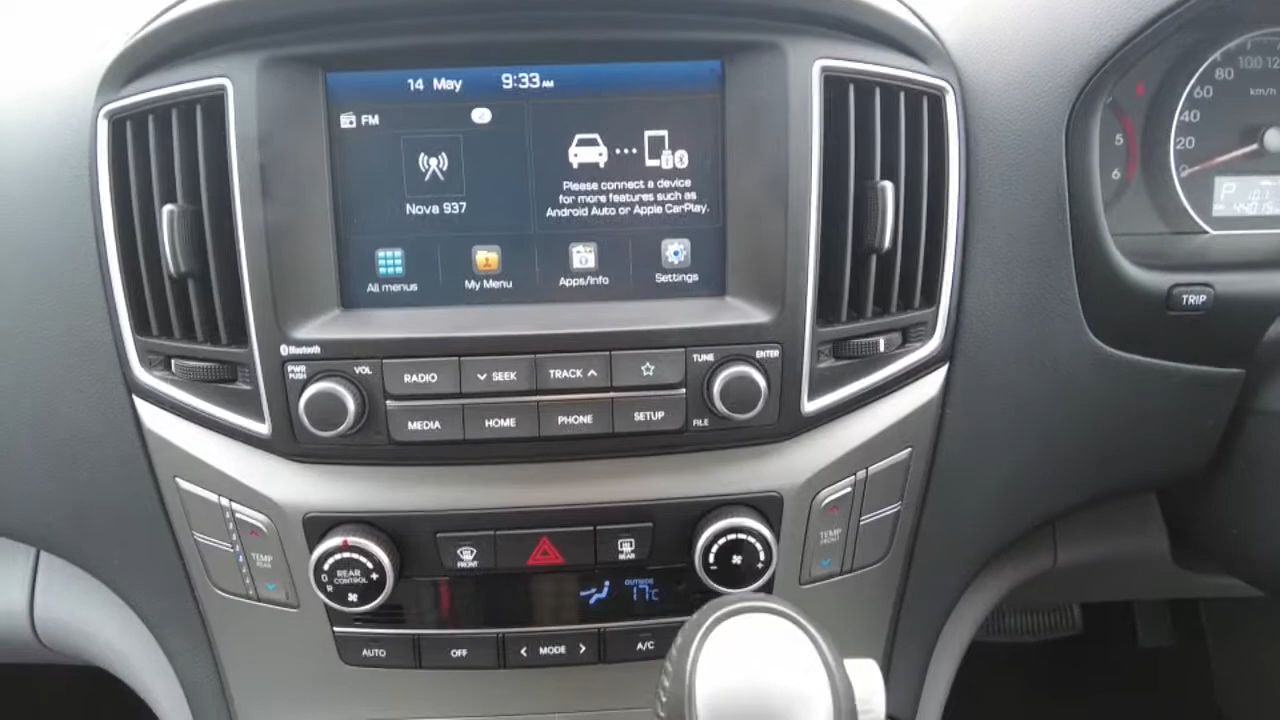 14 May 9:33 AM
FM
Nova 937
Please connect a device
for more features such as
Android Auto or Apple CarPlay.
All menus
My Menu
Apps/Info
Settings
Bluetooth
PWR
PUSH
VOL
RADIO
SEEK
TRACK
TUNE
ENTER
MEDIA
HOME
PHONE
SETUP
FILE
TEMP
REAR
REAR
CONTROL
0
R
+
FRONT
REAR
- +
OUTSIDE
17°C
AUTO
OFF
< MODE >
A/C
TEMP
FRONT
5
6
0
20
40
60
80
100
km/h
P
TRIP